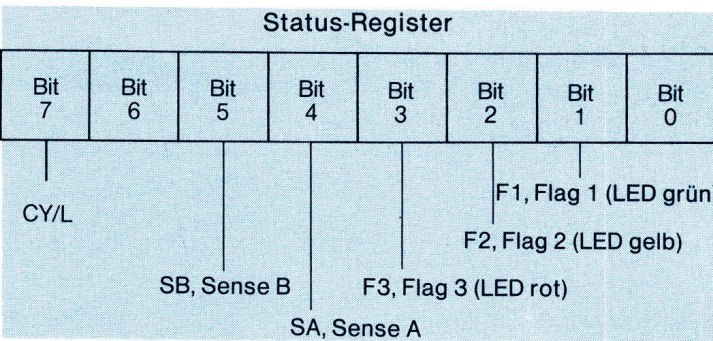 Status-Register
Bit 7
Bit 6
Bit 5
Bit 4
Bit 3
Bit 2
Bit 1
Bit 0
CY/L
F1, Flag 1 (LED grün
F2, Flag 2 (LED gelb)
SB, Sense B
F3, Flag 3 (LED rot)
SA, Sense A